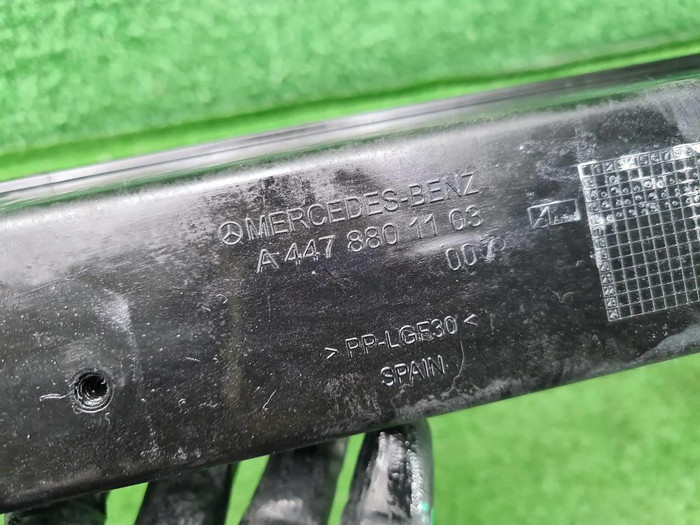 MERCEDES-BENZ
A 447 880 11 03
007
> PP-LGF30 <
SPAIN